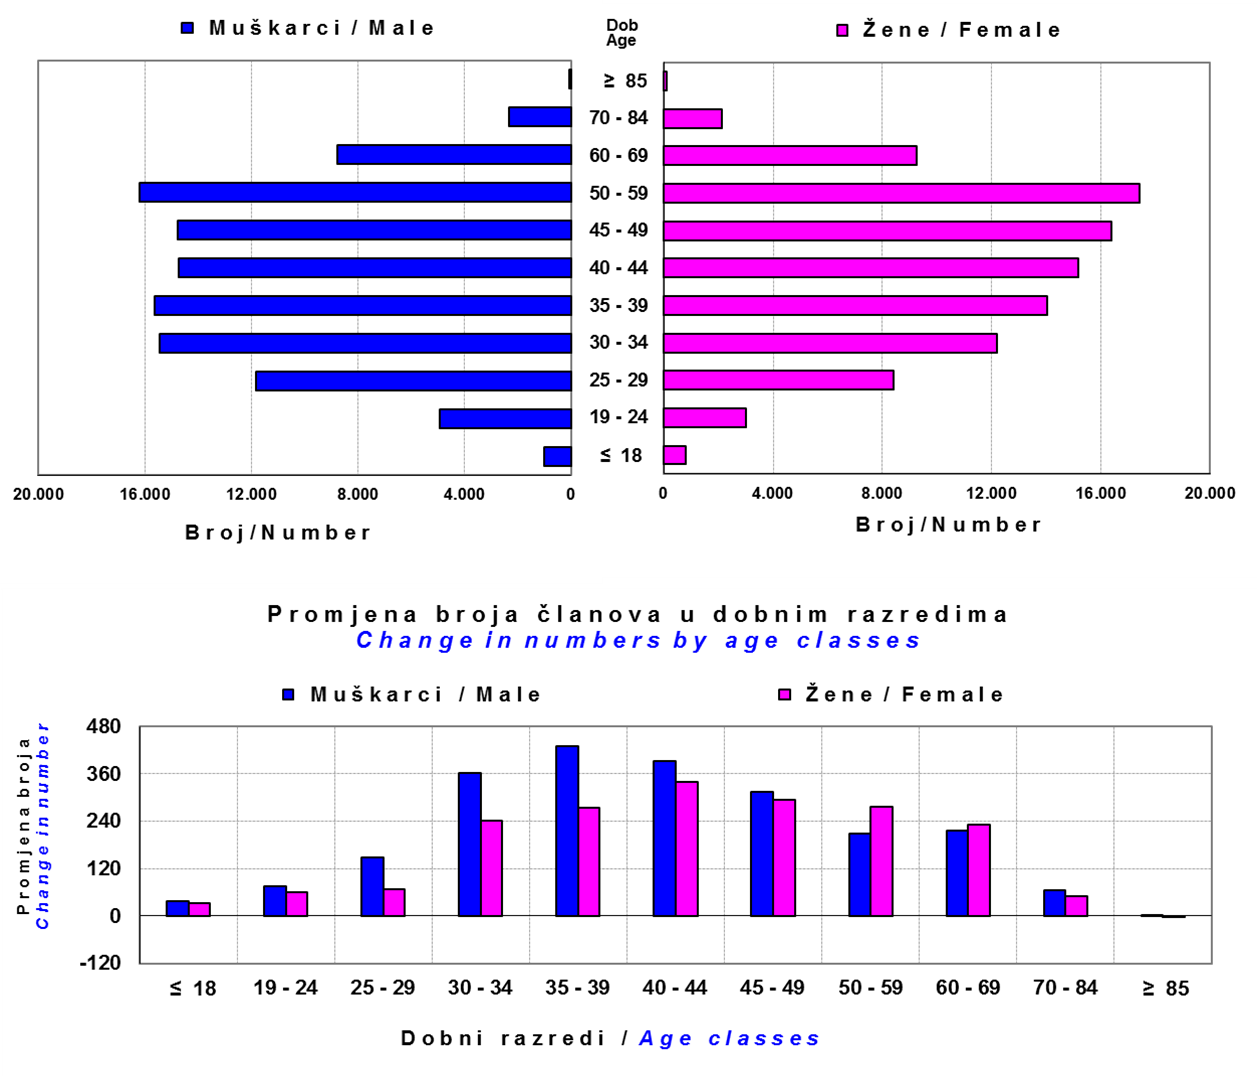 Muškarci / Male
Dob
Age
Žene / Female
≥ 85
70 - 84
60 - 69
50 - 59
45 - 49
40 - 44
35 - 39
30 - 34
25 - 29
19 - 24
≤ 18
20.000 16.000 12.000 8.000 4.000 0
0 4.000 8.000 12.000 16.000 20.000
Broj/Number
Broj/Number
Promjena broja članova u dobnim razredima
Change in numbers by age classes
Muškarci / Male
Žene / Female
Promjena broja
Change in number
480
360
240
120
0
-120
≤ 18 19 - 24 25 - 29 30 - 34 35 - 39 40 - 44 45 - 49 50 - 59 60 - 69 70 - 84 ≥ 85
Dobni razredi / Age classes